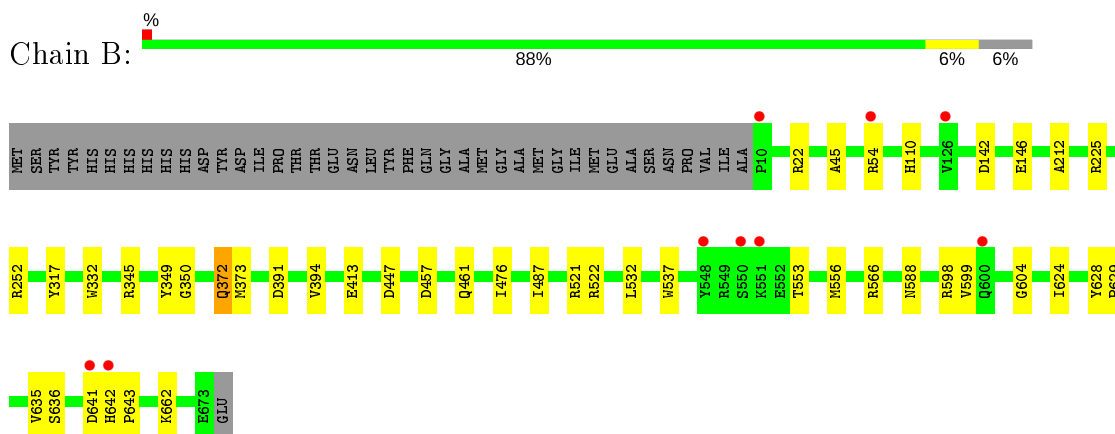 %
Chain B:
88% 6% 6%
MET SER TYR TYR HIS HIS HIS HIS HIS HIS ASP TYR ASP ILE PRO THR THR GLU ASN LEU TYR PHE GLN GLY ALA MET GLY ALA MET GLY ILE MET GLU ALA SER ASN PRO VAL ILE ALA P10 R22 A45 R54 H110 V126 D142 E146 A212 R225
R252 Y317 W332 R345 Y349 G350 Q372 M373 D391 V394 E413 D447 D457 Q461 I476 I487 R521 R522 L532 W537 Y548 R549 S550 K551 E552 T553 M556 R566 N588 R598 V599 Q600 G604 I624 Y628 P629
V635 S636 D641 H642 P643 K662 E673 GLU